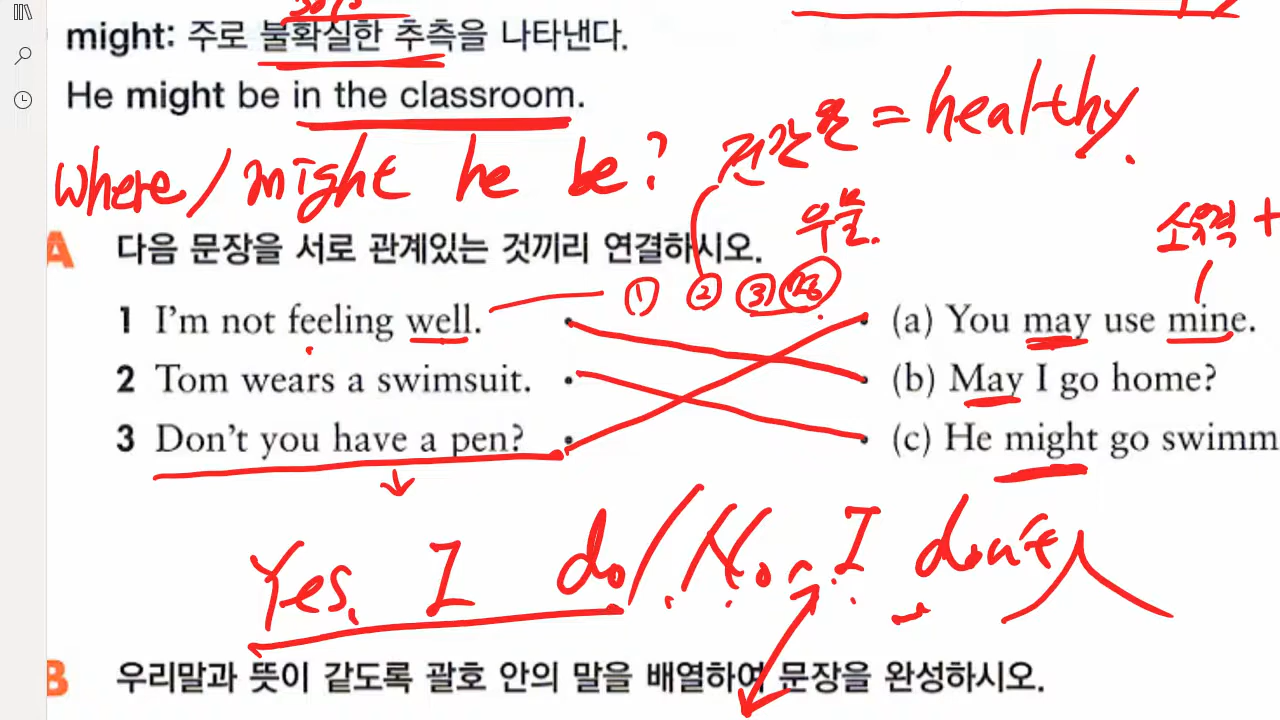 might: 주로 불확실한 추측을 나타낸다.
He might be in the classroom.
건강한 = healthy.
where/might he be?
우물.
소유격 +
A 다음 문장을 서로 관계있는 것끼리 연결하시오.
① ② ③
1 I'm not feeling well.
(a) You may use mine.
2 Tom wears a swimsuit.
(b) May I go home?
3 Don't you have a pen?
(c) He might go swimm
Yes, I do/No, I don't
B 우리말과 뜻이 같도록 괄호 안의 말을 배열하여 문장을 완성하시오.